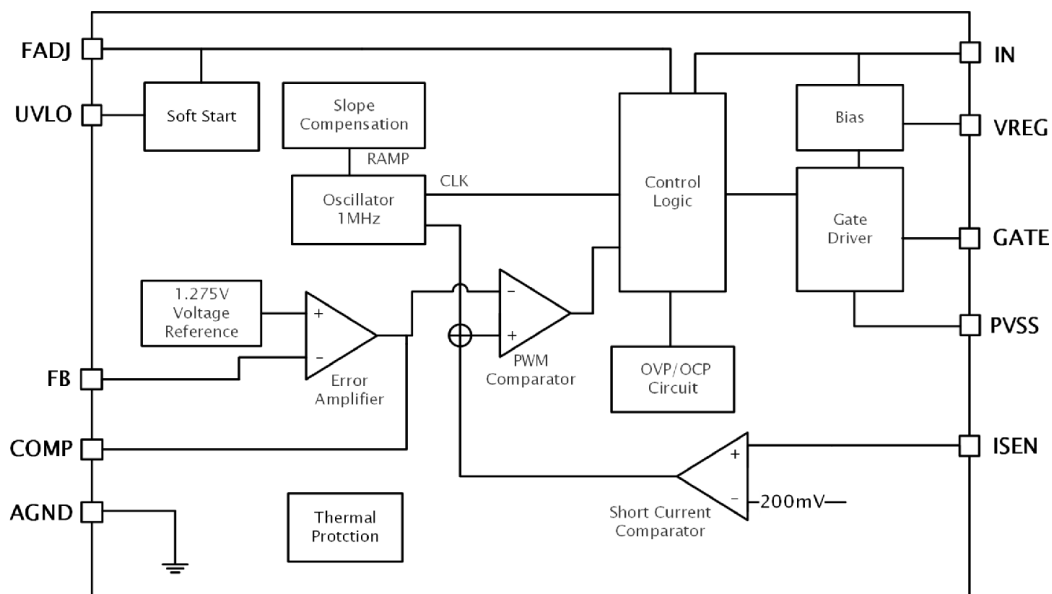 FADJ
IN
UVLO
Soft Start
Slope
Compensation
Bias
VREG
RAMP
Oscillator
1MHz
CLK
Control
Logic
Gate
Driver
GATE
1.275V
Voltage
Reference
+
−
Error
Amplifier
−
+
PWM
Comparator
OVP/OCP
Circuit
PVSS
FB
COMP
ISEN
+
−
200mV
Short Current
Comparator
AGND
Thermal
Protction